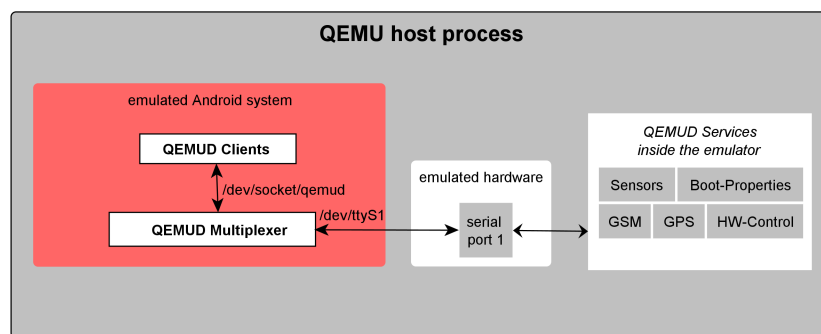 QEMU host process
emulated Android system
QEMUD Clients
/dev/socket/qemud
/dev/ttyS1
QEMUD Multiplexer
emulated hardware
serial
port 1
QEMUD Services
inside the emulator
Sensors
Boot-Properties
GSM
GPS
HW-Control